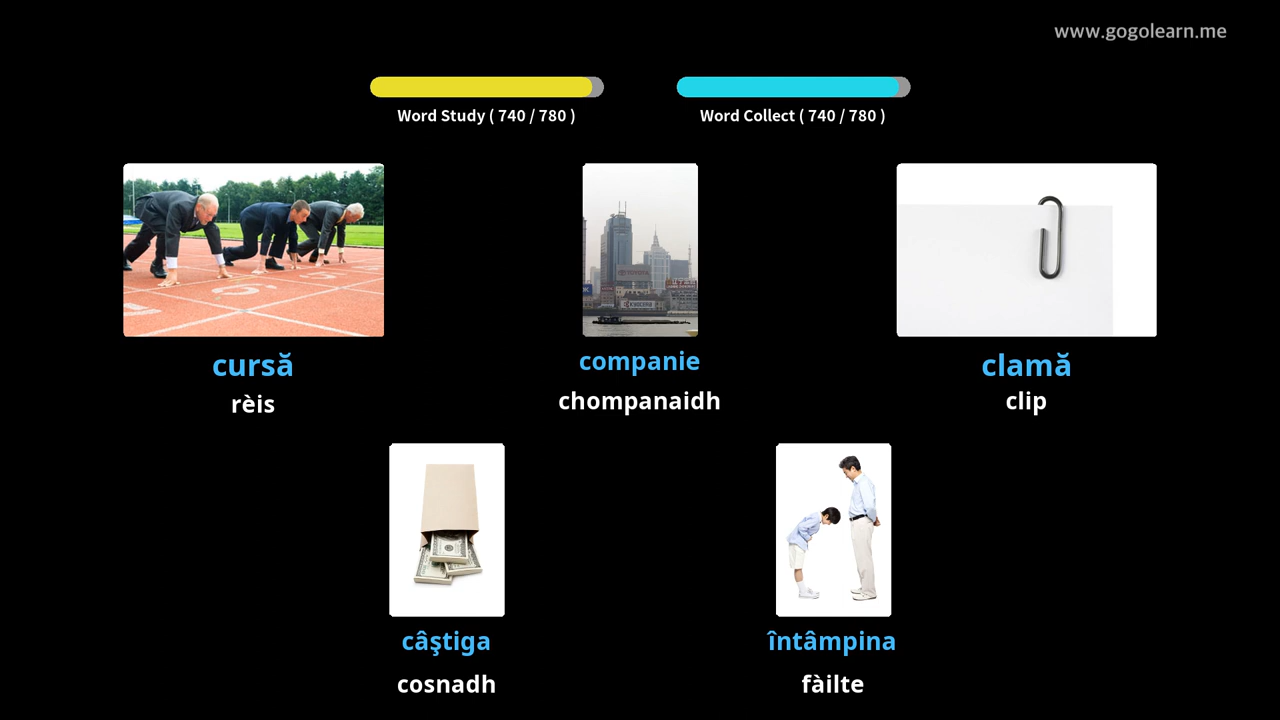 www.gogolearn.me
Word Study ( 740 / 780 )
Word Collect ( 740 / 780 )
cursă
rèis
companie
chompanaidh
clamă
clip
câştiga
cosnadh
întâmpina
fàilte